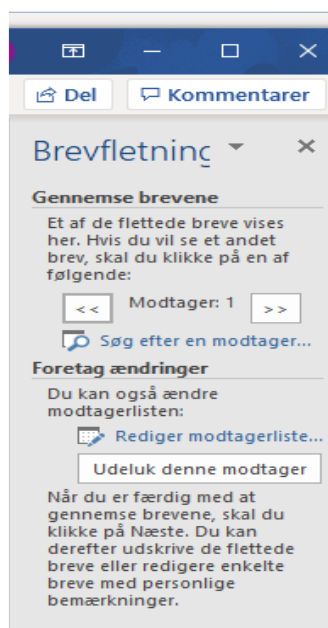 Del Kommentarer
Brevfletning
Gennemse brevene
Et af de flettede breve vises
her. Hvis du vil se et andet
brev, skal du klikke på en af
følgende:
<< Modtager: 1 >>
Søg efter en modtager...
Foretag ændringer
Du kan også ændre
modtagerlisten:
Rediger modtagerliste...
Udeluk denne modtager
Når du er færdig med at
gennemse brevene, skal du
klikke på Næste. Du kan
derefter udskrive de flettede
breve eller redigere enkelte
breve med personlige
bemærkninger.